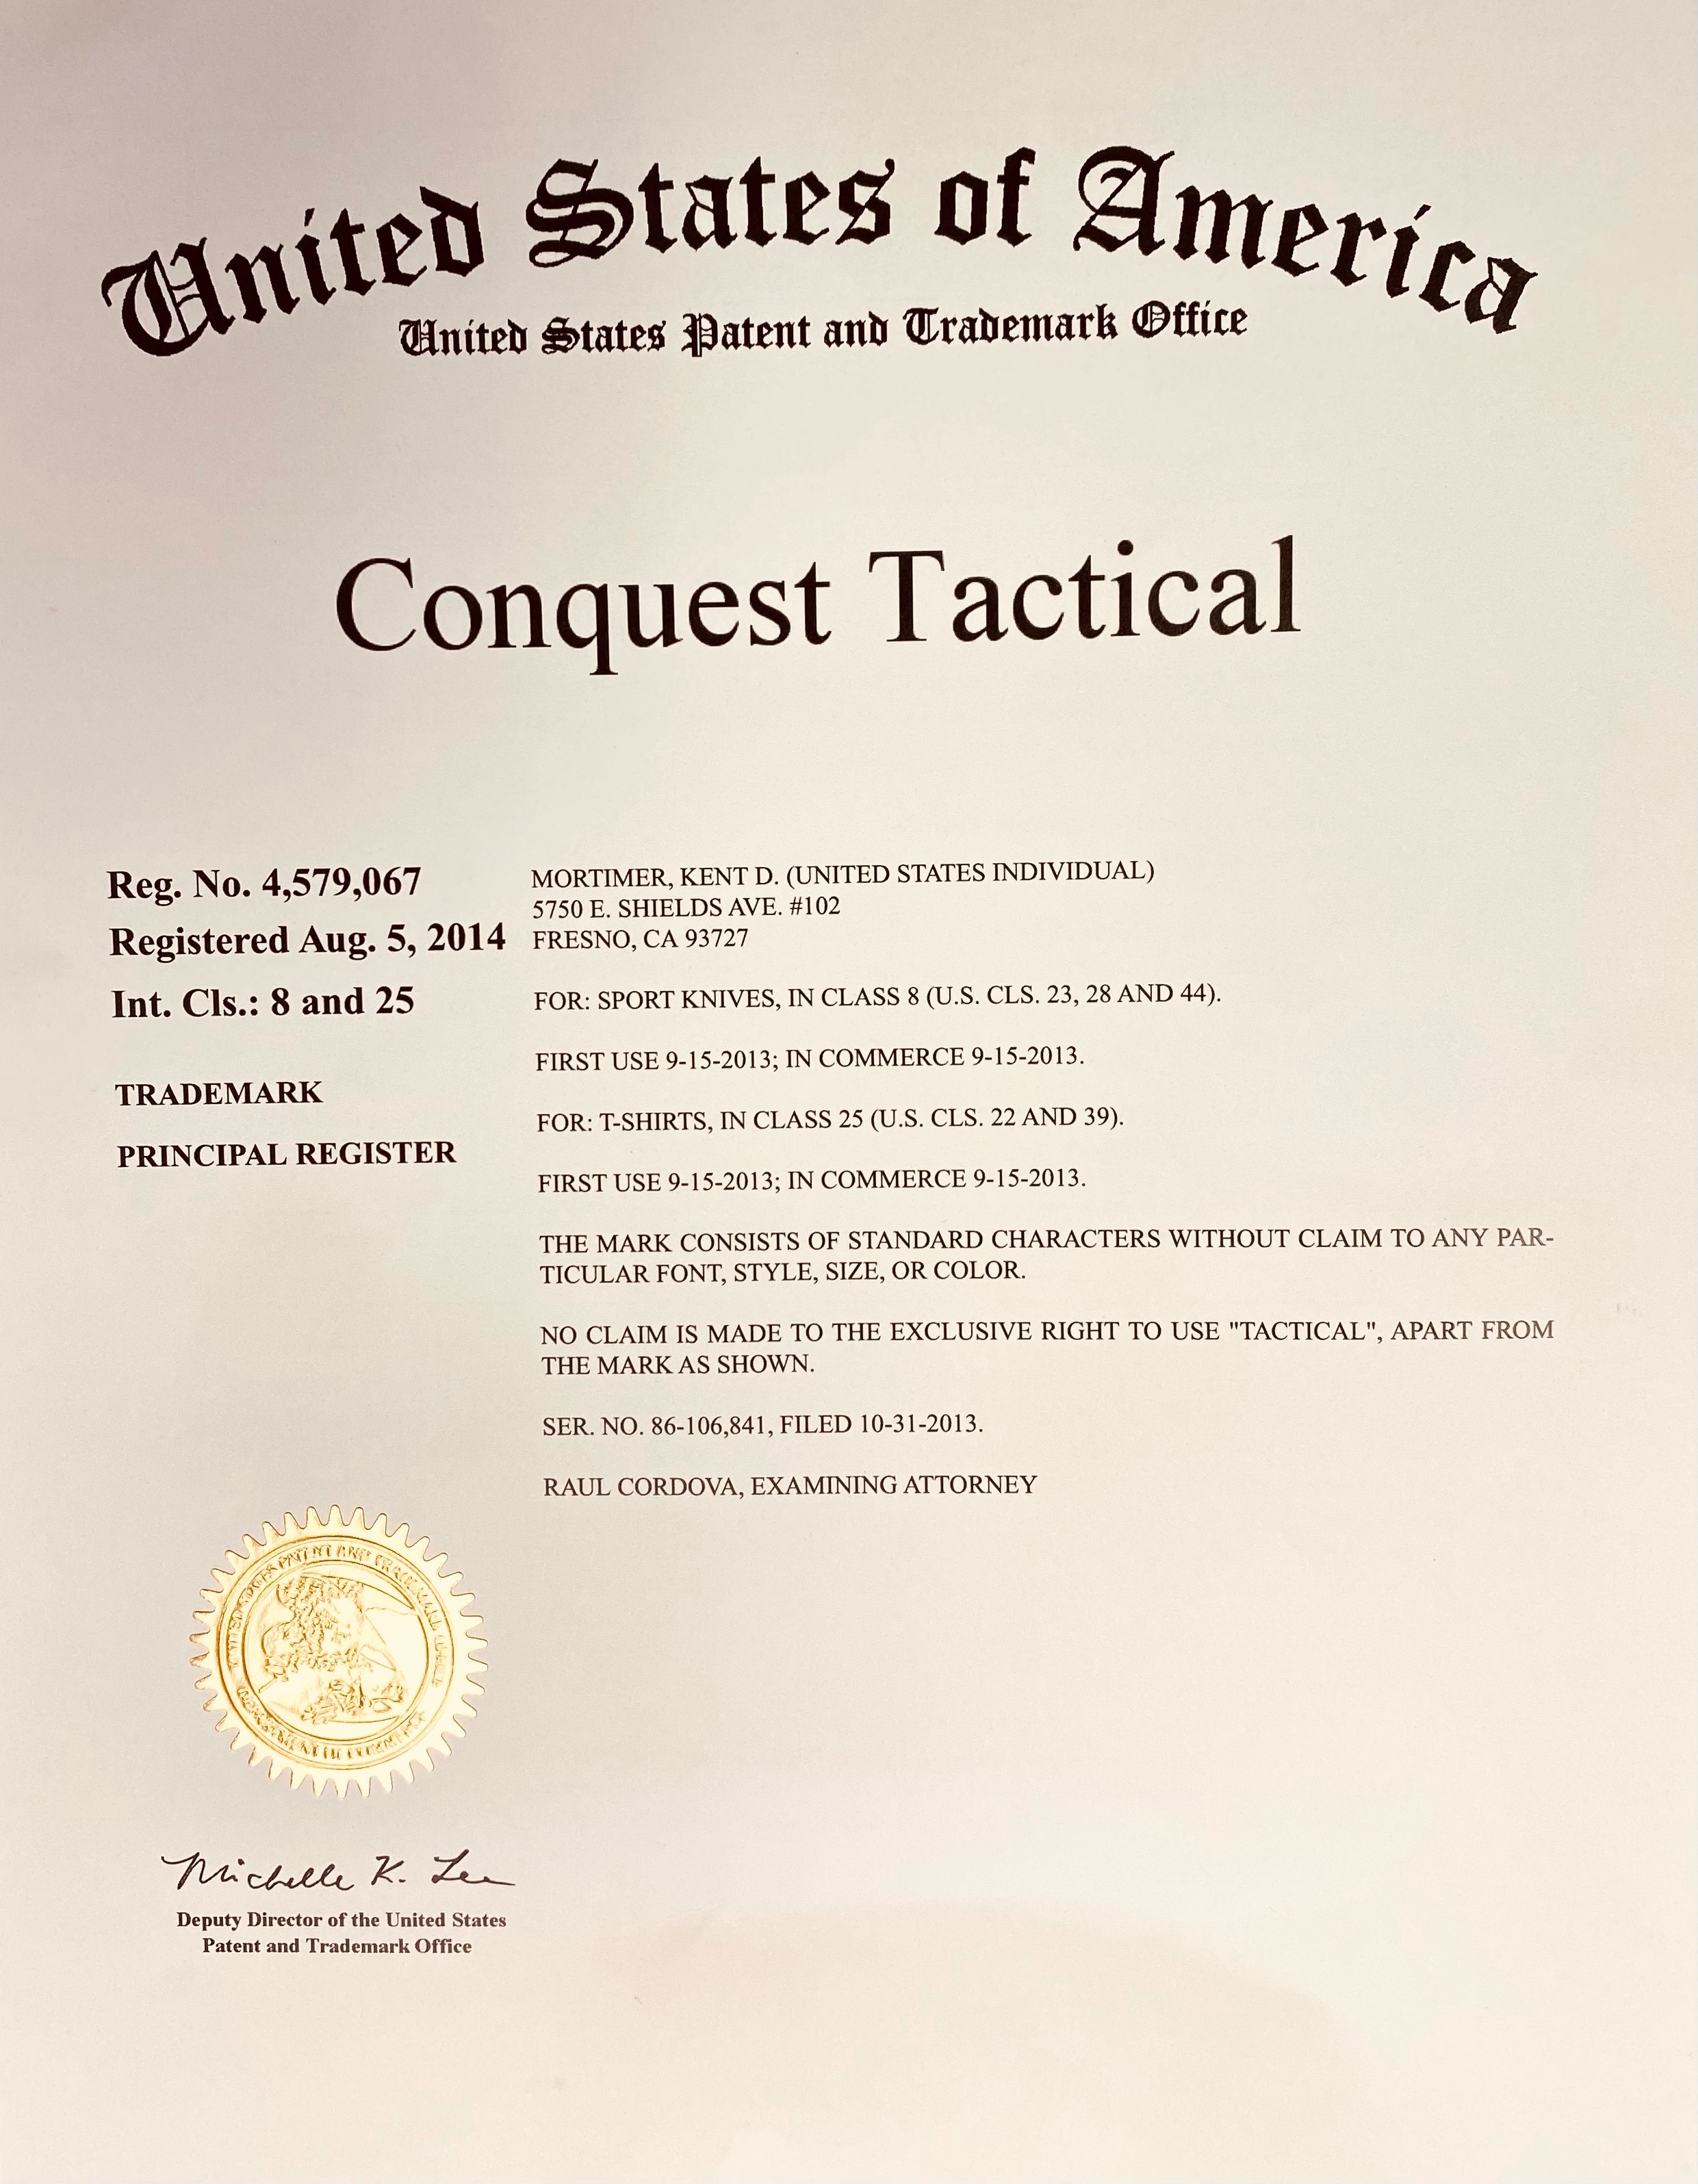 United States of America
United States Patent and Trademark Office
Conquest Tactical
Reg. No. 4,579,067
Registered Aug. 5, 2014
Int. Cls.: 8 and 25
TRADEMARK
PRINCIPAL REGISTER
MORTIMER, KENT D. (UNITED STATES INDIVIDUAL)
5750 E. SHIELDS AVE. #102
FRESNO, CA 93727
FOR: SPORT KNIVES, IN CLASS 8 (U.S. CLS. 23, 28 AND 44).
FIRST USE 9-15-2013; IN COMMERCE 9-15-2013.
FOR: T-SHIRTS, IN CLASS 25 (U.S. CLS. 22 AND 39).
FIRST USE 9-15-2013; IN COMMERCE 9-15-2013.
THE MARK CONSISTS OF STANDARD CHARACTERS WITHOUT CLAIM TO ANY PAR-
TICULAR FONT, STYLE, SIZE, OR COLOR.
NO CLAIM IS MADE TO THE EXCLUSIVE RIGHT TO USE "TACTICAL", APART FROM
THE MARK AS SHOWN.
SER. NO. 86-106,841, FILED 10-31-2013.
RAUL CORDOVA, EXAMINING ATTORNEY
PATENT AND
Michelle K. Lee
Deputy Director of the United States
Patent and Trademark Office